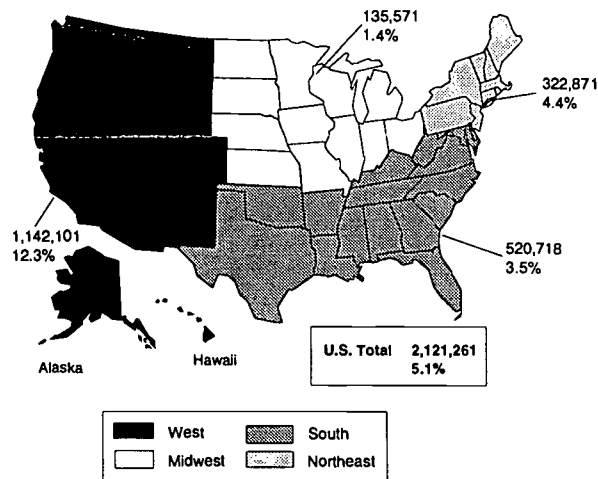 135,571
1.4%
322,871
4.4%
1,142,101
12.3%
520,718
3.5%
U.S. Total 2,121,261
5.1%
Alaska
Hawaii
West
South
Midwest
Northeast